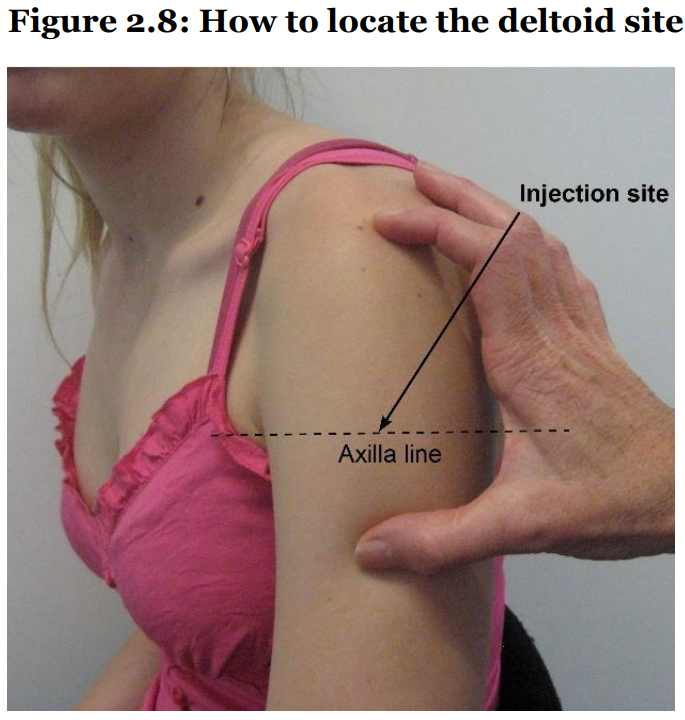 Figure 2.8: How to locate the deltoid site
Injection site
Axilla line